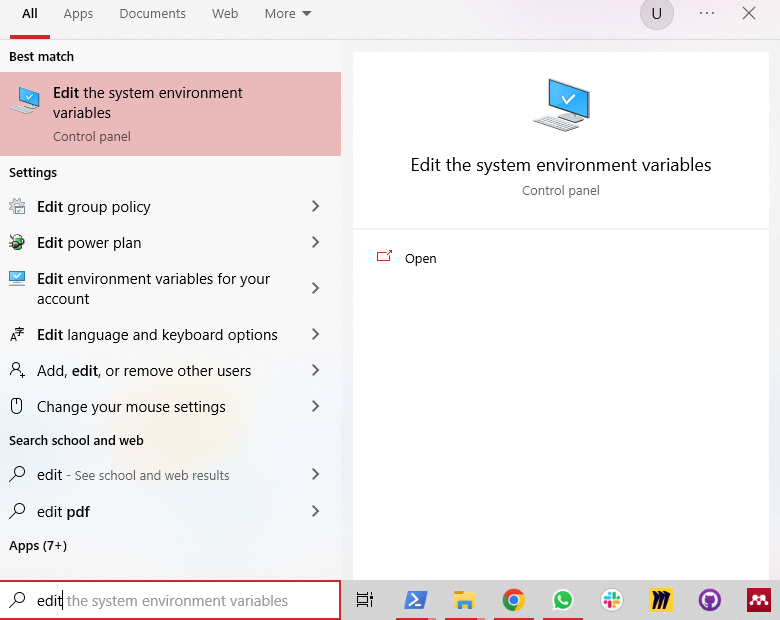 All Apps Documents Web More U ...
Best match
Edit the system environment
variables
Control panel
Settings
Edit group policy
Edit power plan
Edit environment variables for your
account
Edit language and keyboard options
Add, edit, or remove other users
Change your mouse settings
Search school and web
edit - See school and web results
edit pdf
Apps (7+)
edit the system environment variables
Edit the system environment variables
Control panel
Open